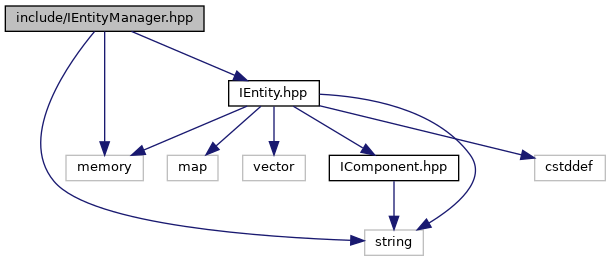 include/IEntityManager.hpp
IEntity.hpp
memory
map
vector
IComponent.hpp
cstddef
string